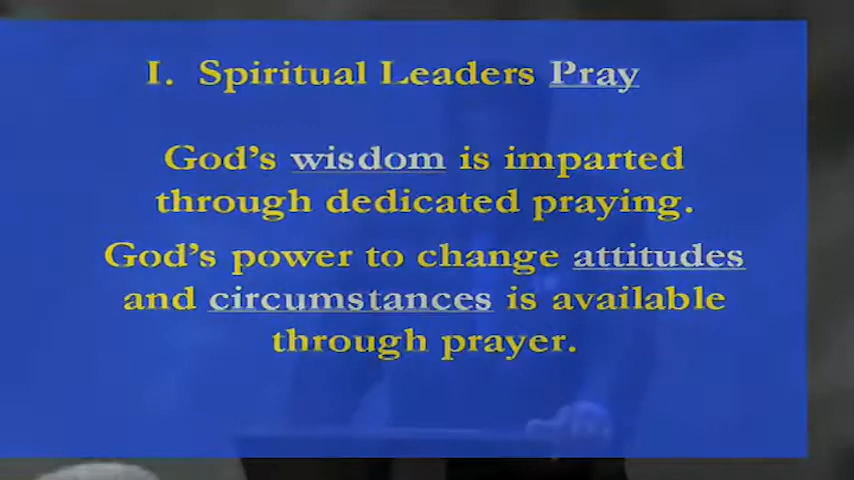 I. Spiritual Leaders Pray
God's wisdom is imparted
through dedicated praying.
God's power to change attitudes
and circumstances is available
through prayer.